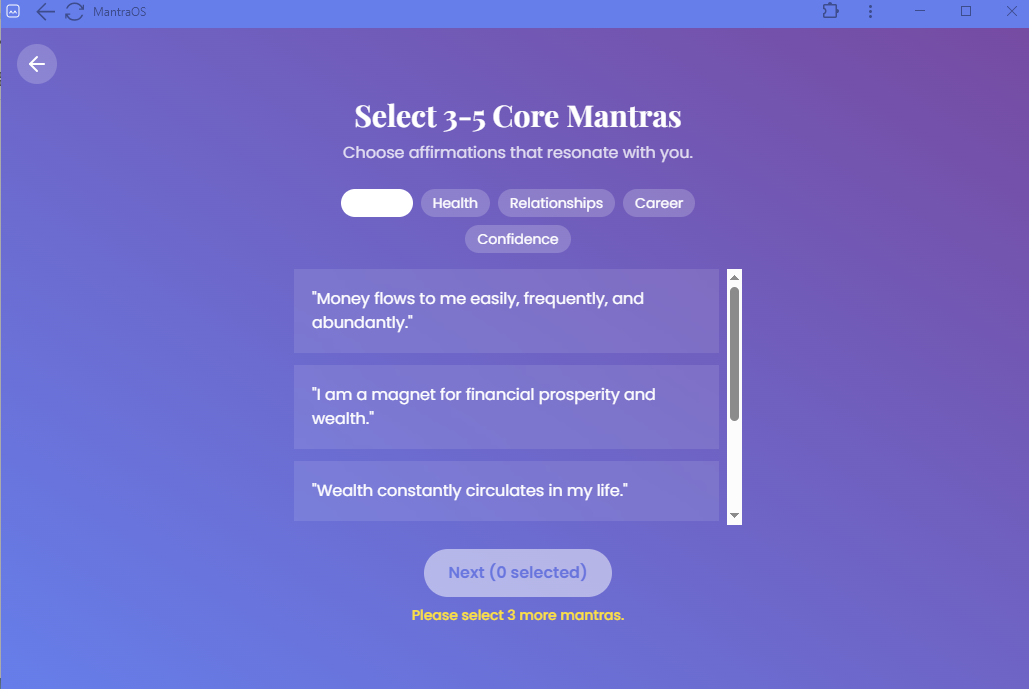 MantraOS
Select 3-5 Core Mantras
Choose affirmations that resonate with you.
Health Relationships Career
Confidence
"Money flows to me easily, frequently, and
abundantly."
"I am a magnet for financial prosperity and
wealth."
"Wealth constantly circulates in my life."
Next (0 selected)
Please select 3 more mantras.